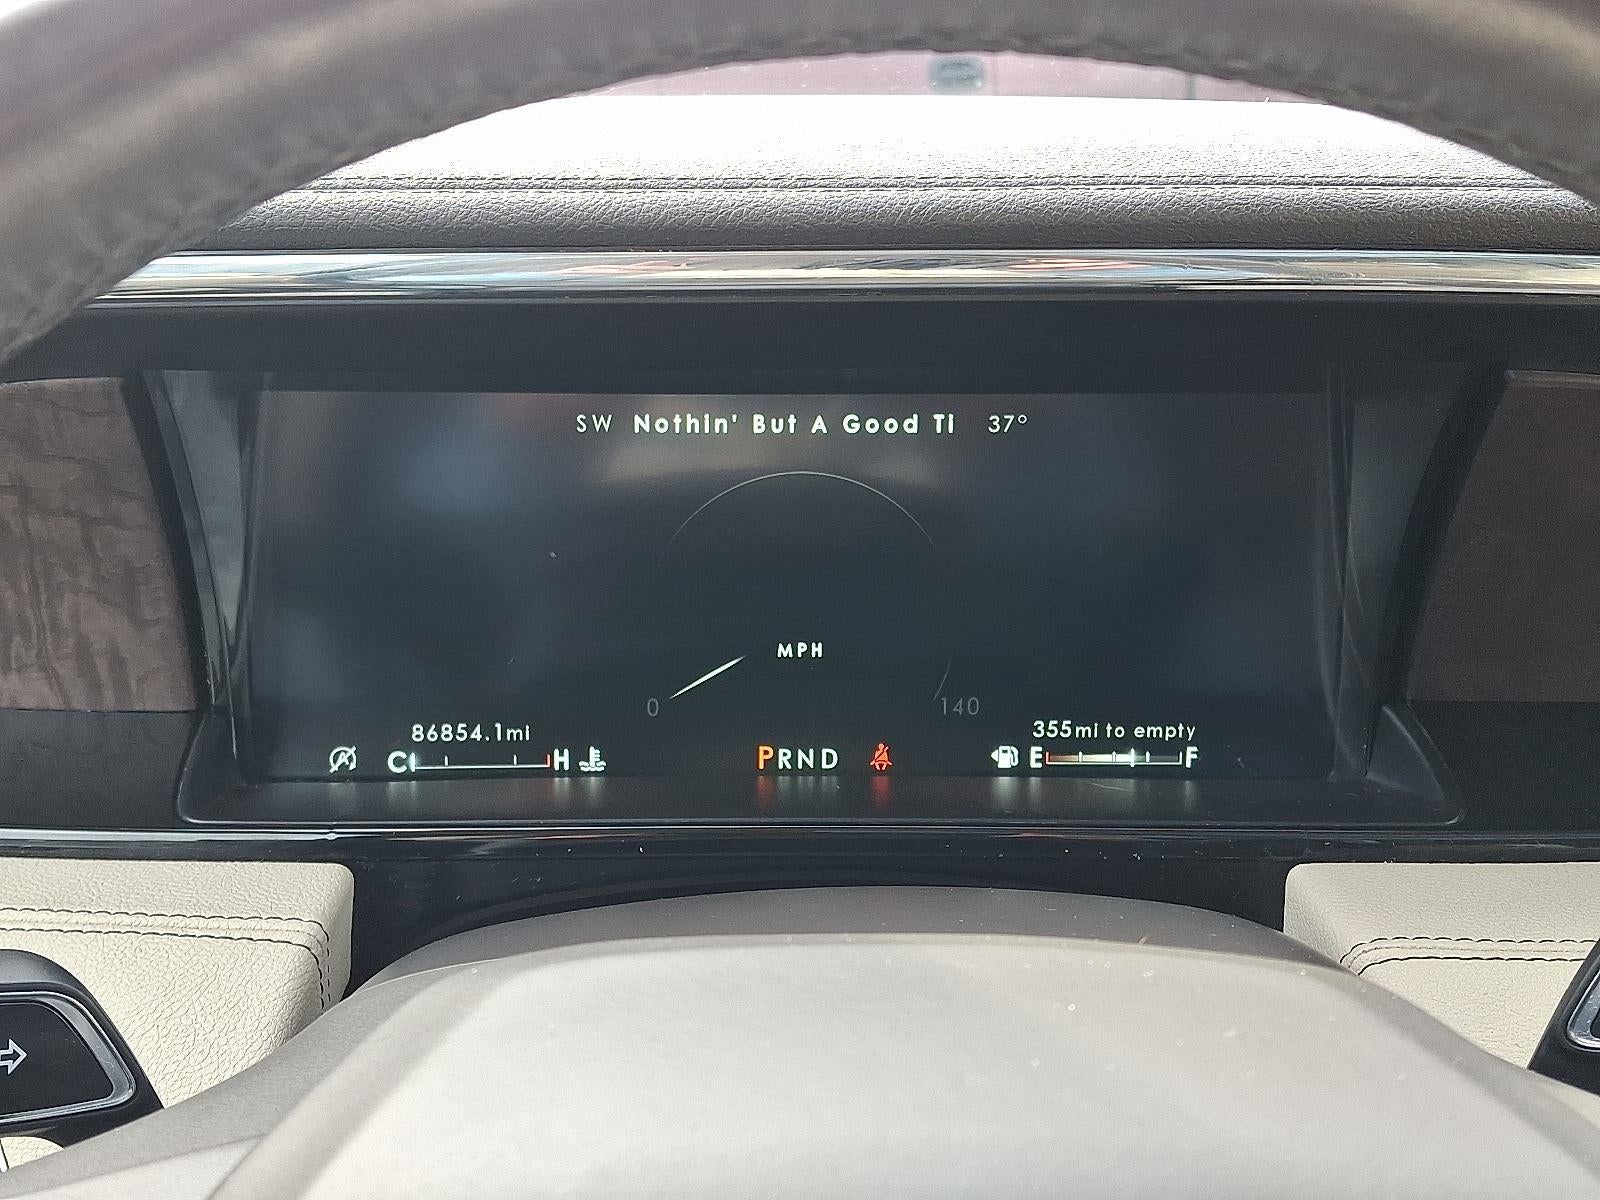 SW Nothin' But A Good Ti 37°
MPH
0 140
86854.1mi
355mi to empty
C H
PRND
E F